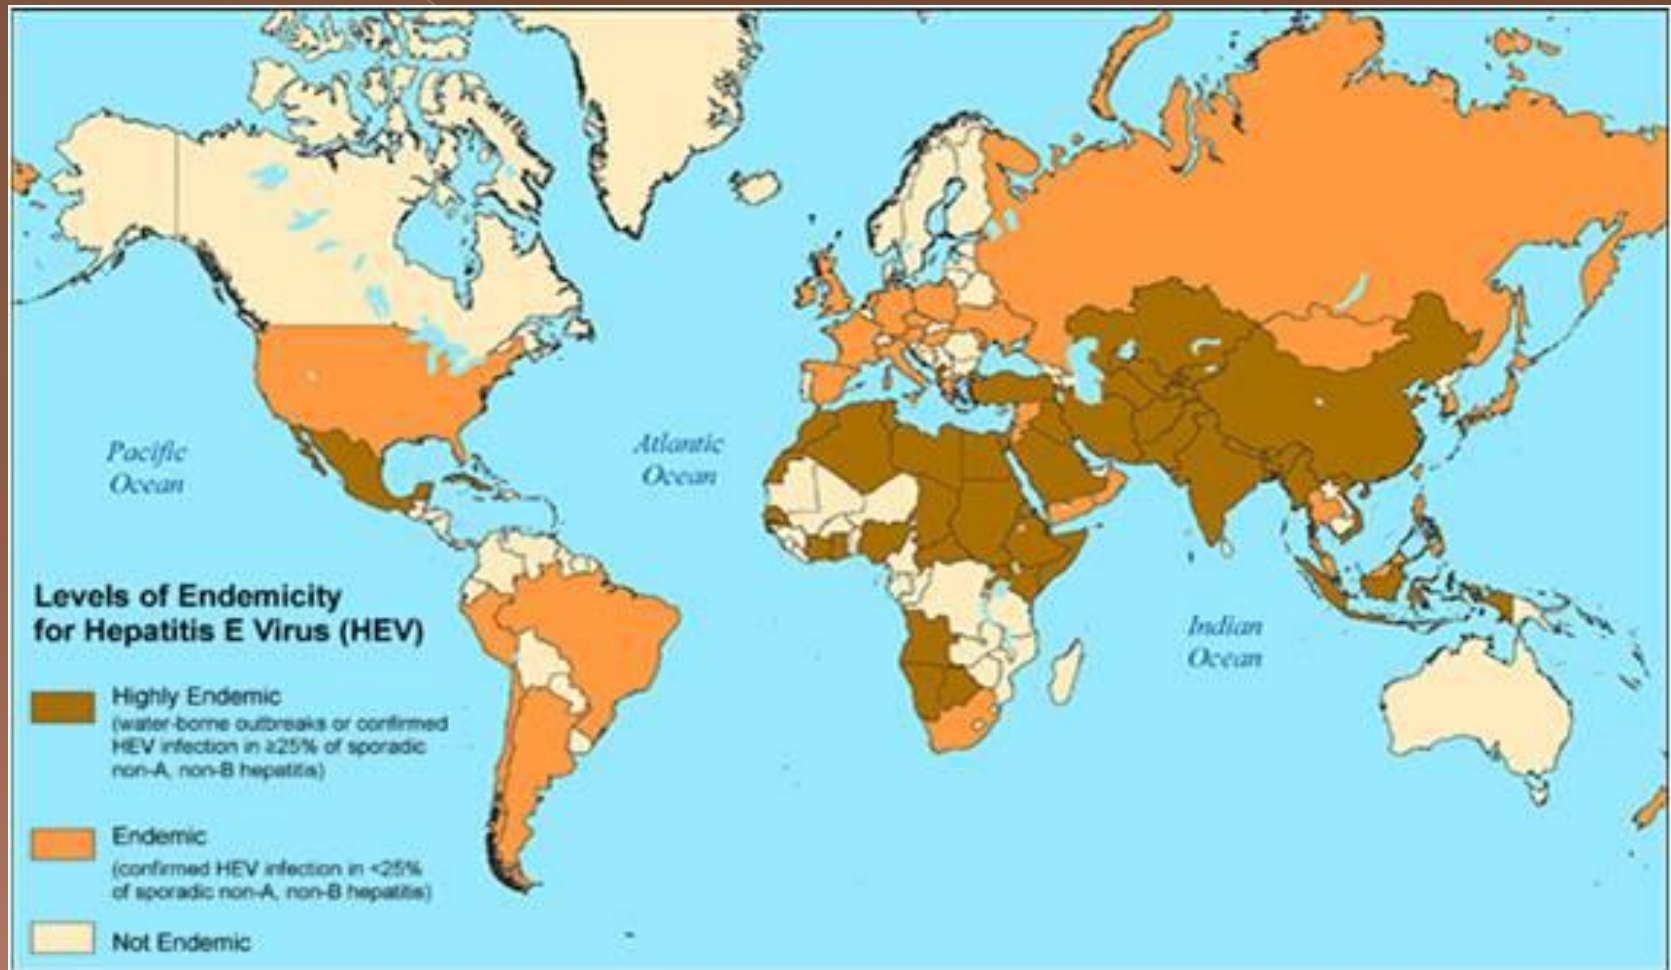 Pacific
Ocean
Atlantic
Ocean
Indian
Ocean
Levels of Endemicity
for Hepatitis E Virus (HEV)
Highly Endemic
(water-borne outbreaks or confirmed
HEV infection in ≥25% of sporadic
non-A, non-B hepatitis)
Endemic
(confirmed HEV infection in <25%
of sporadic non-A, non-B hepatitis)
Not Endemic